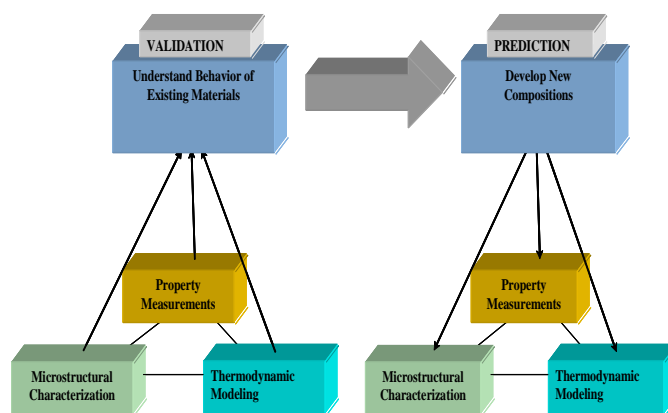 VALIDATION
Understand Behavior of
Existing Materials
PREDICTION
Develop New
Compositions
Property
Measurements
Microstructural
Characterization
Thermodynamic
Modeling
Property
Measurements
Microstructural
Characterization
Thermodynamic
Modeling